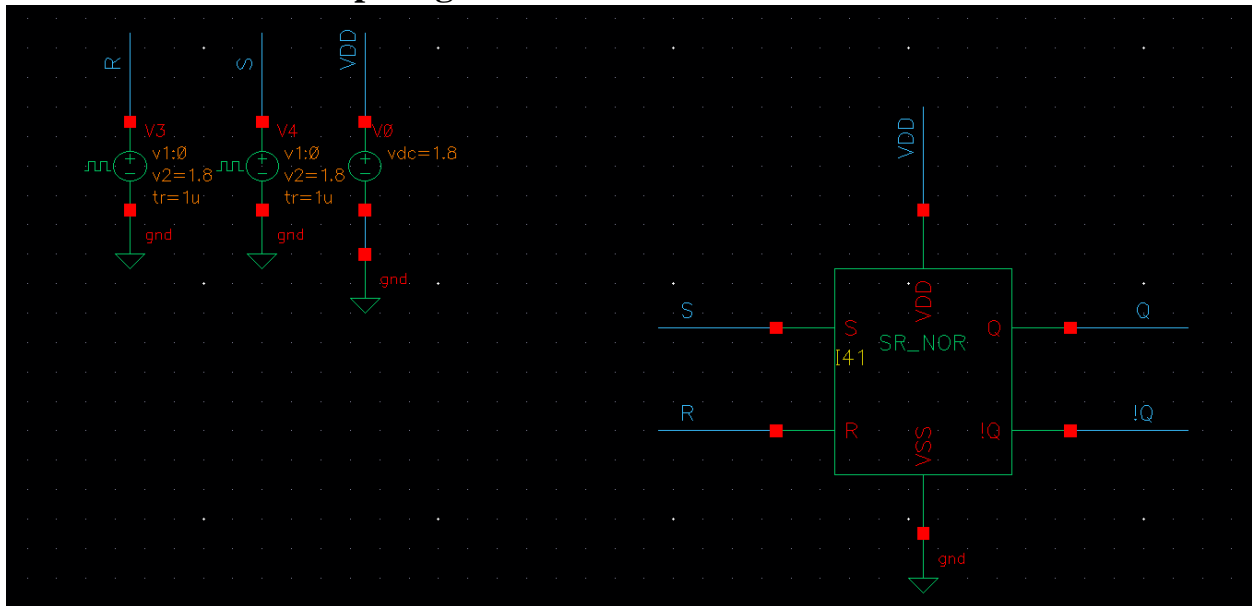 R
S
VDD
V3
v1:0
v2=1.8
tr=1u
gnd
V4
v1:0
v2=1.8
tr=1u
gnd
V0
vdc=1.8
gnd
VDD
VDD
S
S
SR_NOR
I41
Q
Q
R
R
!Q
!Q
VSS
gnd